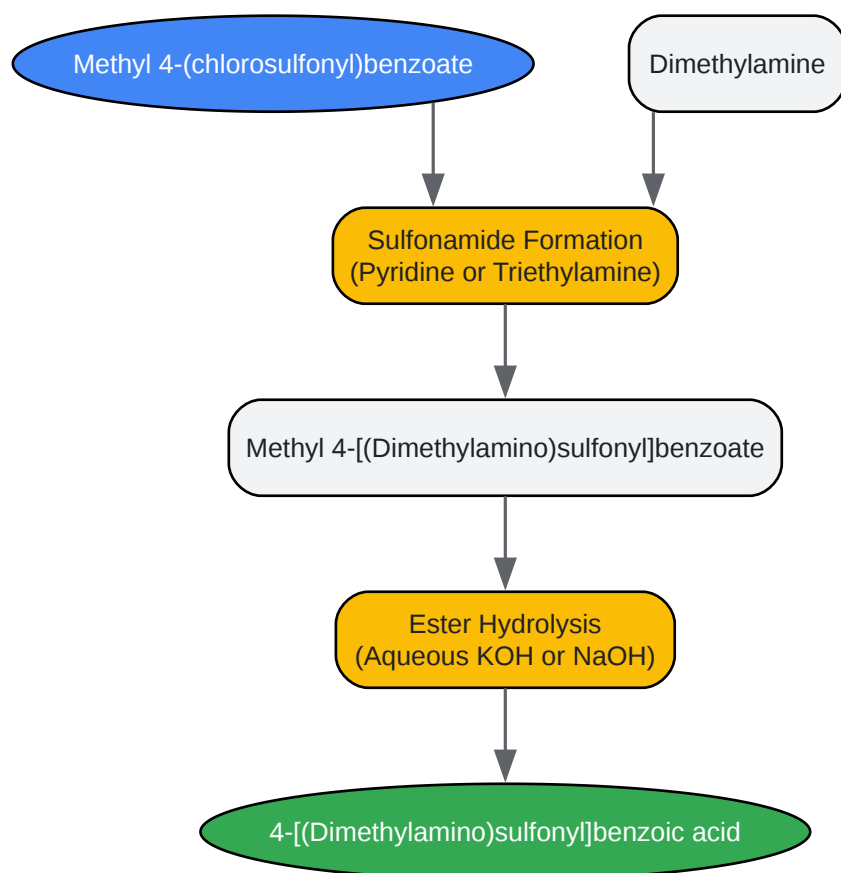 Methyl 4-(chlorosulfonyl)benzoate
Dimethylamine
Sulfonamide Formation
(Pyridine or Triethylamine)
Methyl 4-[(Dimethylamino)sulfonyl]benzoate
Ester Hydrolysis
(Aqueous KOH or NaOH)
4-[(Dimethylamino)sulfonyl]benzoic acid